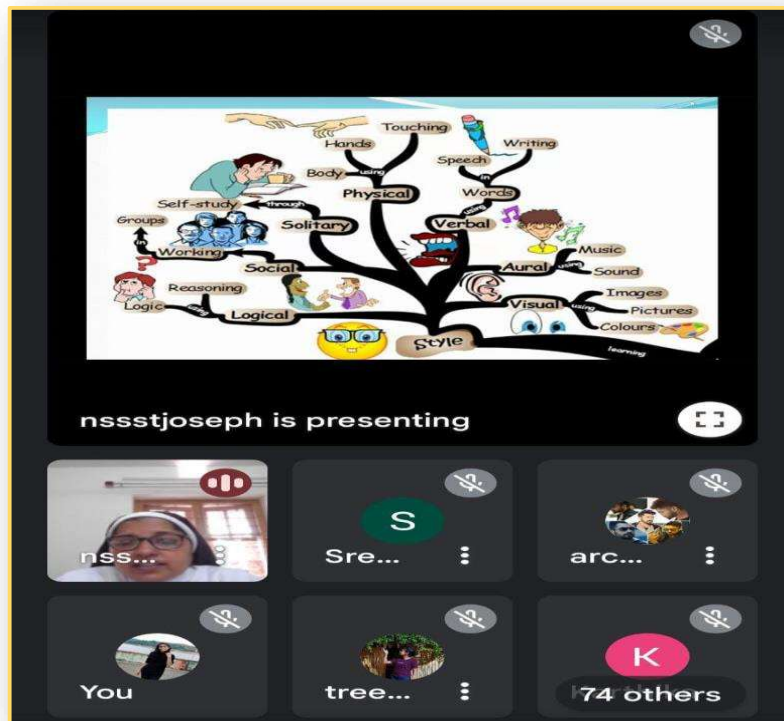 Touching
Hands
Writing
Speech
Body using
in
Physical
Words
Self-study through
using
Groups
Solitary
Verbal
in
Music
Working
Social
Aural using
Sound
?
Reasoning
Images
Logic using
Logical
Visual using
Pictures
Colours
Style
learning
nssstjoseph is presenting
S
nss...
Sre...
arc...
K
You
tree...
74 others